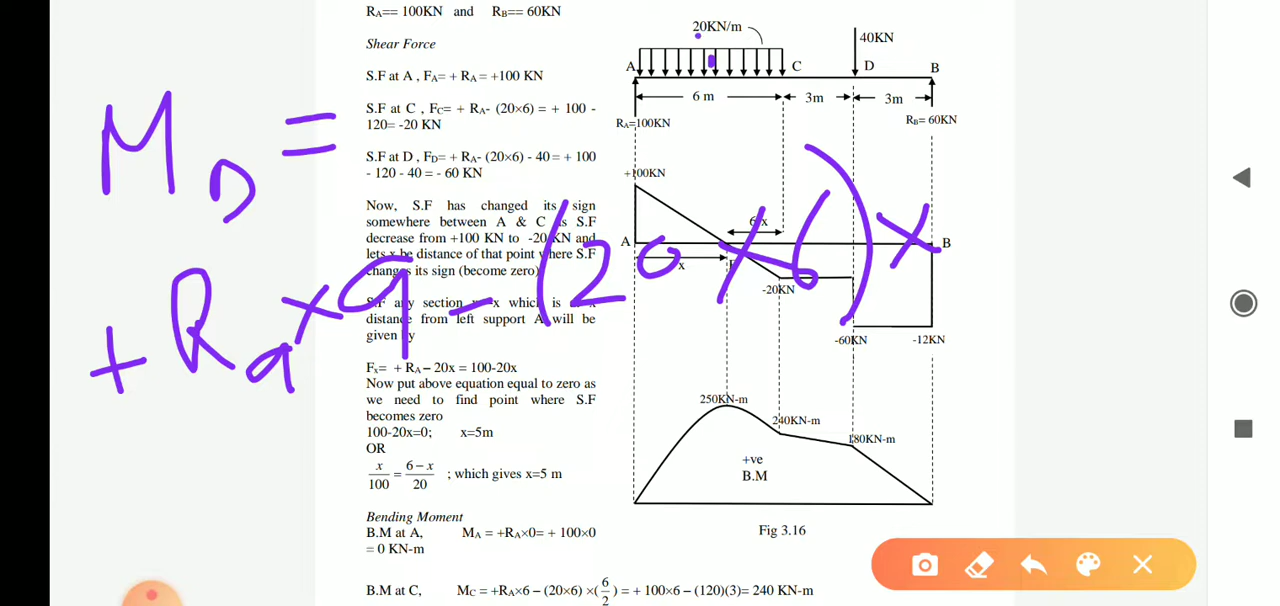 RA== 100KN and RB== 60KN
Shear Force
S.F at A , FA= + RA = +100 KN
S.F at C , FC= + RA- (20×6) = + 100 -
120= -20 KN
S.F at D , FD= + RA- (20×6) - 40 = + 100
- 120 - 40 = - 60 KN
Now, S.F has changed its sign
somewhere between A & C as S.F
decrease from +100 KN to -20 KN and
lets x be distance of that point where S.F
changes its sign (become zero)
S.F any section x which is
distance from left support A will be
given by
Fx= + RA – 20x = 100-20x
Now put above equation equal to zero as
we need to find point where S.F
becomes zero
100-20x=0; x=5m
OR
x/100 = 6 – x/20 ; which gives x=5 m
Bending Moment
B.M at A, MA = +RA×0= + 100×0
= 0 KN-m
B.M at C, MC = +RA×6 – (20×6) ×(6/2) = + 100×6 – (120)(3)= 240 KN-m
20KN/m
40KN
A C D B
6 m 3m 3m
RA=100KN RB= 60KN
+100KN
6-x
A B
x
-20KN
-60KN -12KN
250KN-m
240KN-m
180KN-m
+ve
B.M
Fig 3.16
MD =
+ Ra × 9 – (20 × 6) ×